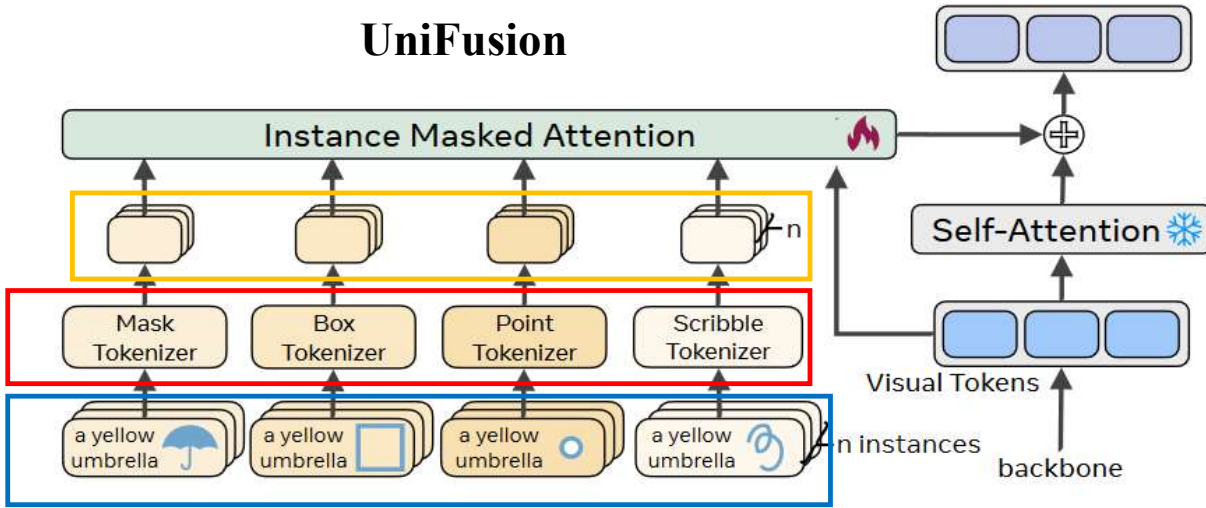 UniFusion
Instance Masked Attention
n
Self-Attention
Mask
Tokenizer
Box
Tokenizer
Point
Tokenizer
Scribble
Tokenizer
Visual Tokens
a yellow
umbrella
a yellow
umbrella
a yellow
umbrella
a yellow
umbrella
n instances
backbone